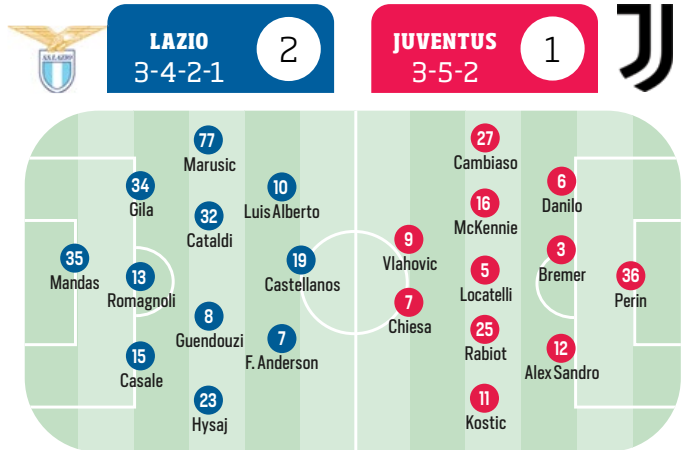 LAZIO
3-4-2-1
2
JUVENTUS
3-5-2
1
S.S. LAZIO
77
Marusic
34
Gila
10
Luis Alberto
32
Cataldi
35
Mandas
13
Romagnoli
19
Castellanos
8
Guendouzi
7
F. Anderson
15
Casale
23
Hysaj
27
Cambiaso
6
Danilo
16
McKennie
9
Vlahovic
3
Bremer
5
Locatelli
36
Perin
7
Chiesa
25
Rabiot
12
Alex Sandro
11
Kostic